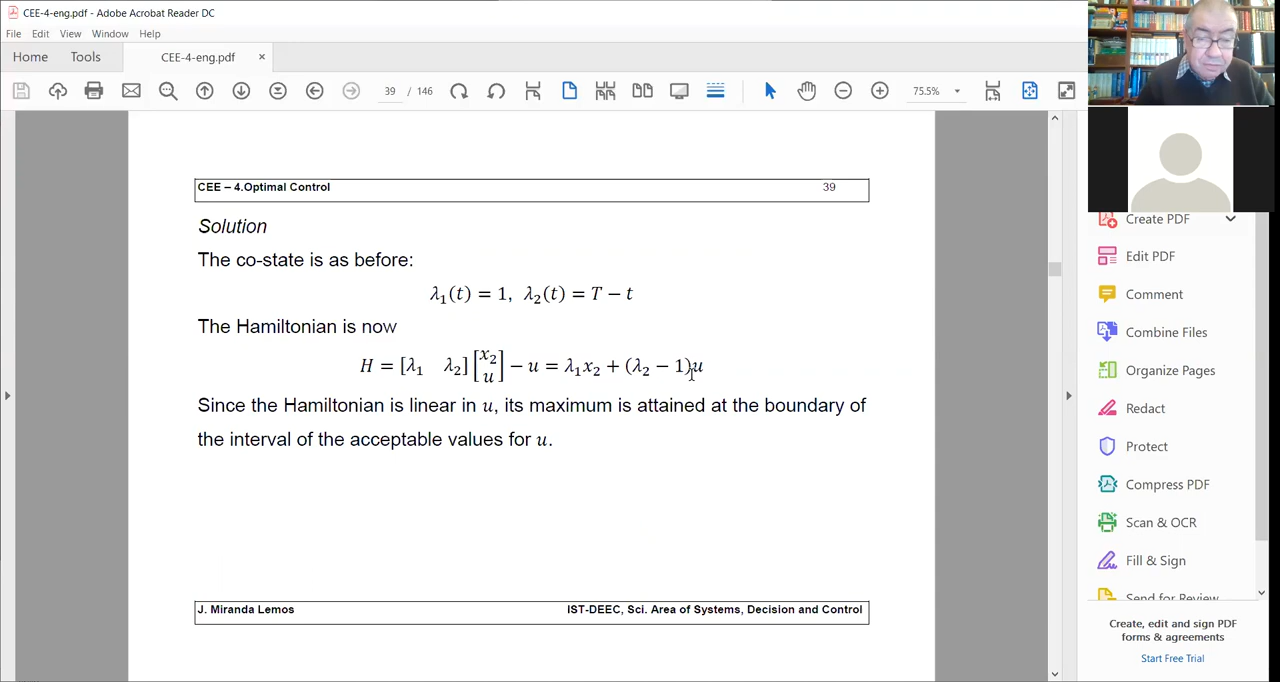 CEE-4-eng.pdf - Adobe Acrobat Reader DC
File Edit View Window Help
Home Tools CEE-4-eng.pdf ×
39 / 146 75.5%
CEE – 4.Optimal Control 39
Solution
The co-state is as before:
λ₁(t) = 1, λ₂(t) = T − t
The Hamiltonian is now
H = [λ₁ λ₂] [x₂ u] − u = λ₁x₂ + (λ₂ − 1)u
Since the Hamiltonian is linear in u, its maximum is attained at the boundary of
the interval of the acceptable values for u.
J. Miranda Lemos IST-DEEC, Sci. Area of Systems, Decision and Control
Create PDF
Edit PDF
Comment
Combine Files
Organize Pages
Redact
Protect
Compress PDF
Scan & OCR
Fill & Sign
Send for Review
Create, edit and sign PDF
forms & agreements
Start Free Trial